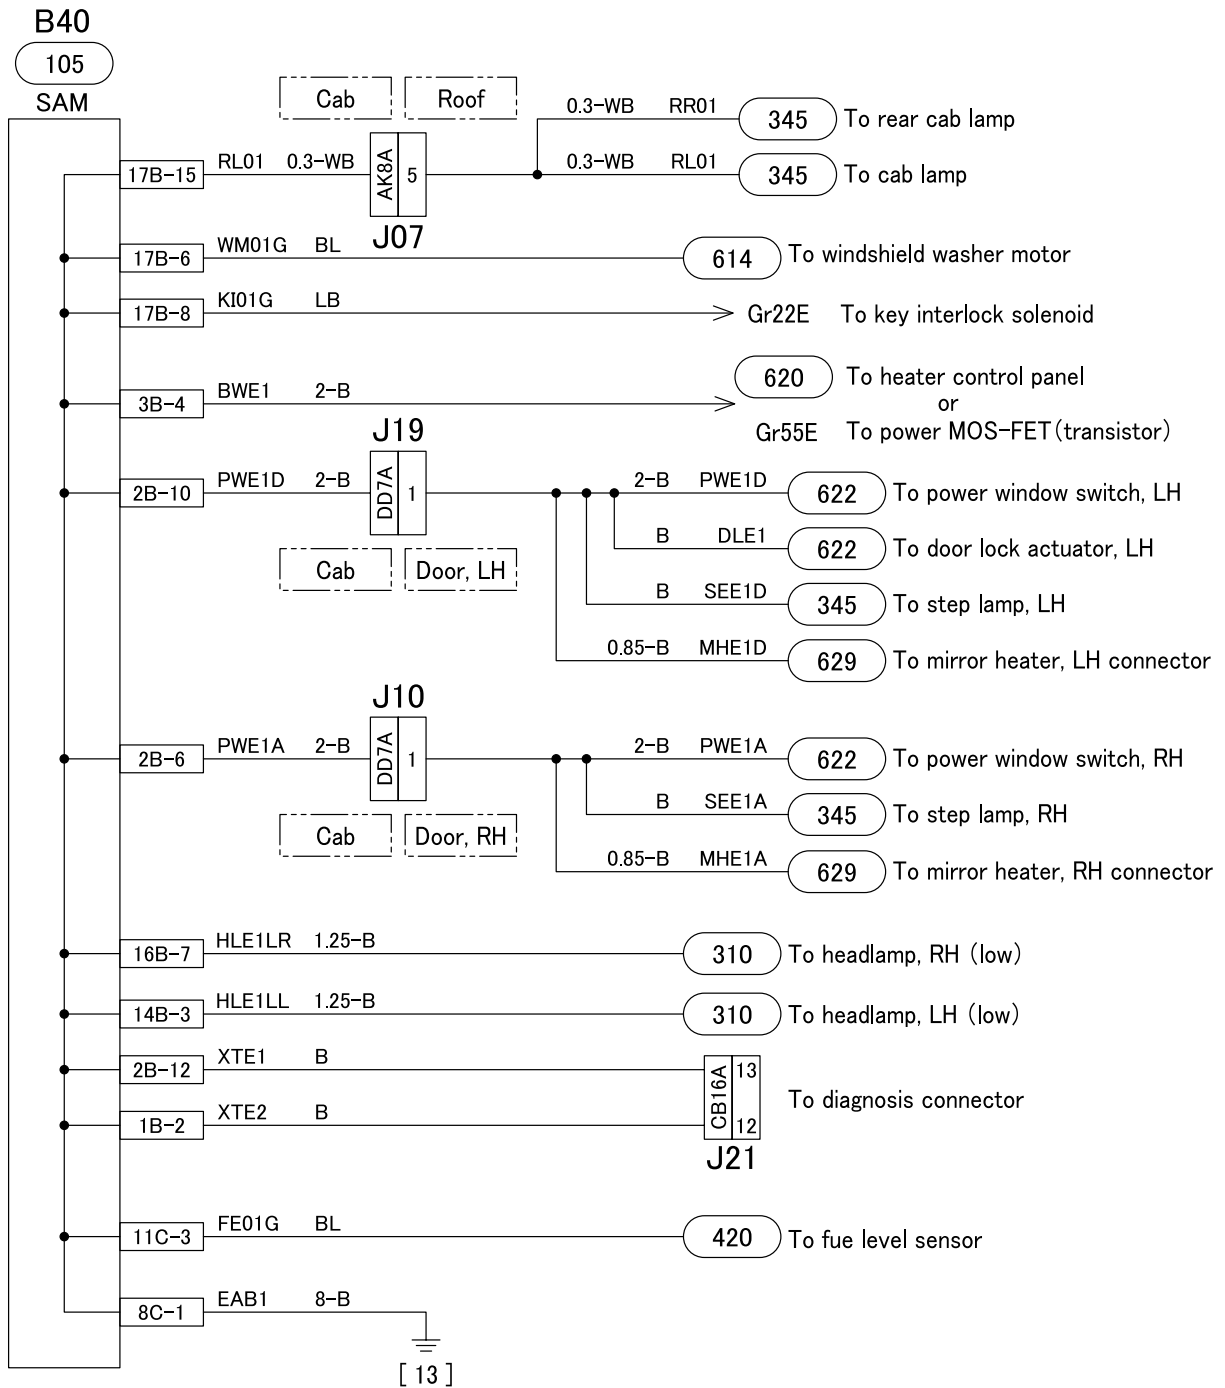 B40
105
SAM
Cab Roof
17B-15 RL01 0.3-WB AK8A 5
J07
0.3-WB RR01 345 To rear cab lamp
0.3-WB RL01 345 To cab lamp
17B-6 WM01G BL 614 To windshield washer motor
17B-8 KI01G LB Gr22E To key interlock solenoid
3B-4 BWE1 2-B 620 To heater control panel
or
Gr55E To power MOS-FET (transistor)
J19
2B-10 PWE1D 2-B DD7A 1
Cab Door, LH
2-B PWE1D 622 To power window switch, LH
B DLE1 622 To door lock actuator, LH
B SEE1D 345 To step lamp, LH
0.85-B MHE1D 629 To mirror heater, LH connector
J10
2B-6 PWE1A 2-B DD7A 1
Cab Door, RH
2-B PWE1A 622 To power window switch, RH
B SEE1A 345 To step lamp, RH
0.85-B MHE1A 629 To mirror heater, RH connector
16B-7 HLE1LR 1.25-B 310 To headlamp, RH (low)
14B-3 HLE1LL 1.25-B 310 To headlamp, LH (low)
2B-12 XTE1 B CB16A 13
To diagnosis connector
1B-2 XTE2 B 12
J21
11C-3 FE01G BL 420 To fue level sensor
8C-1 EAB1 8-B
[ 13 ]